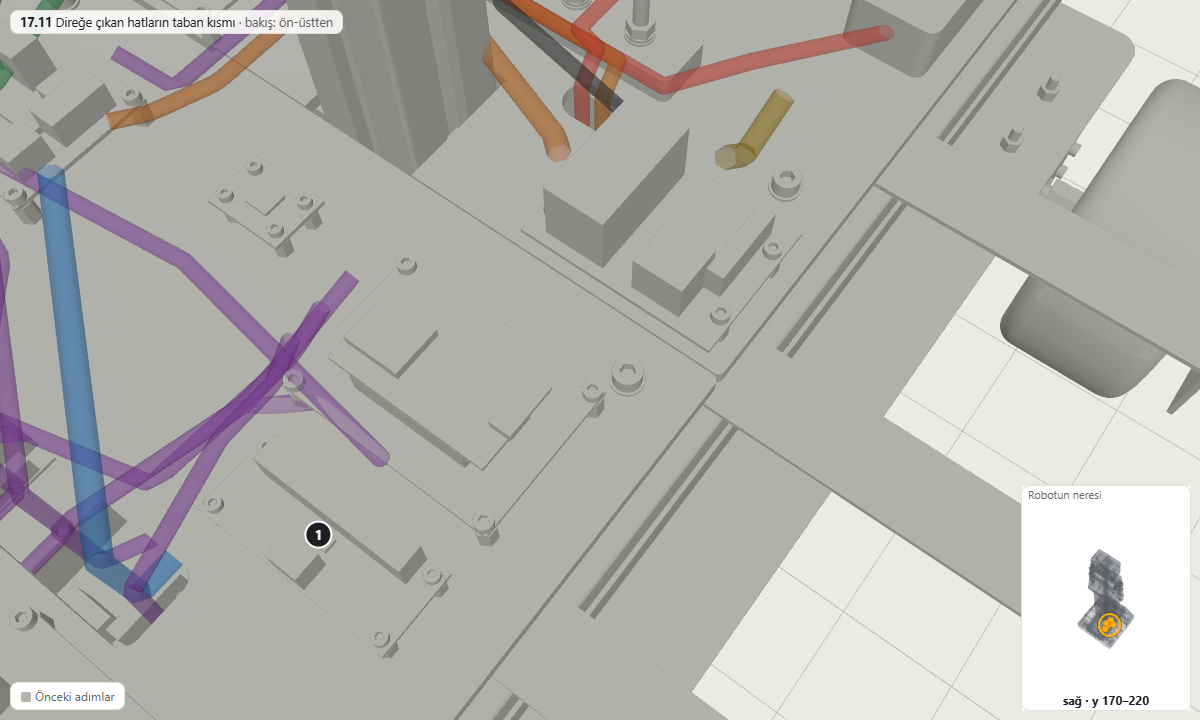 17.11 Direğe çıkan hatların taban kısmı · bakış: ön-üstten
1
Robotun neresi
sağ · y 170–220
Önceki adımlar